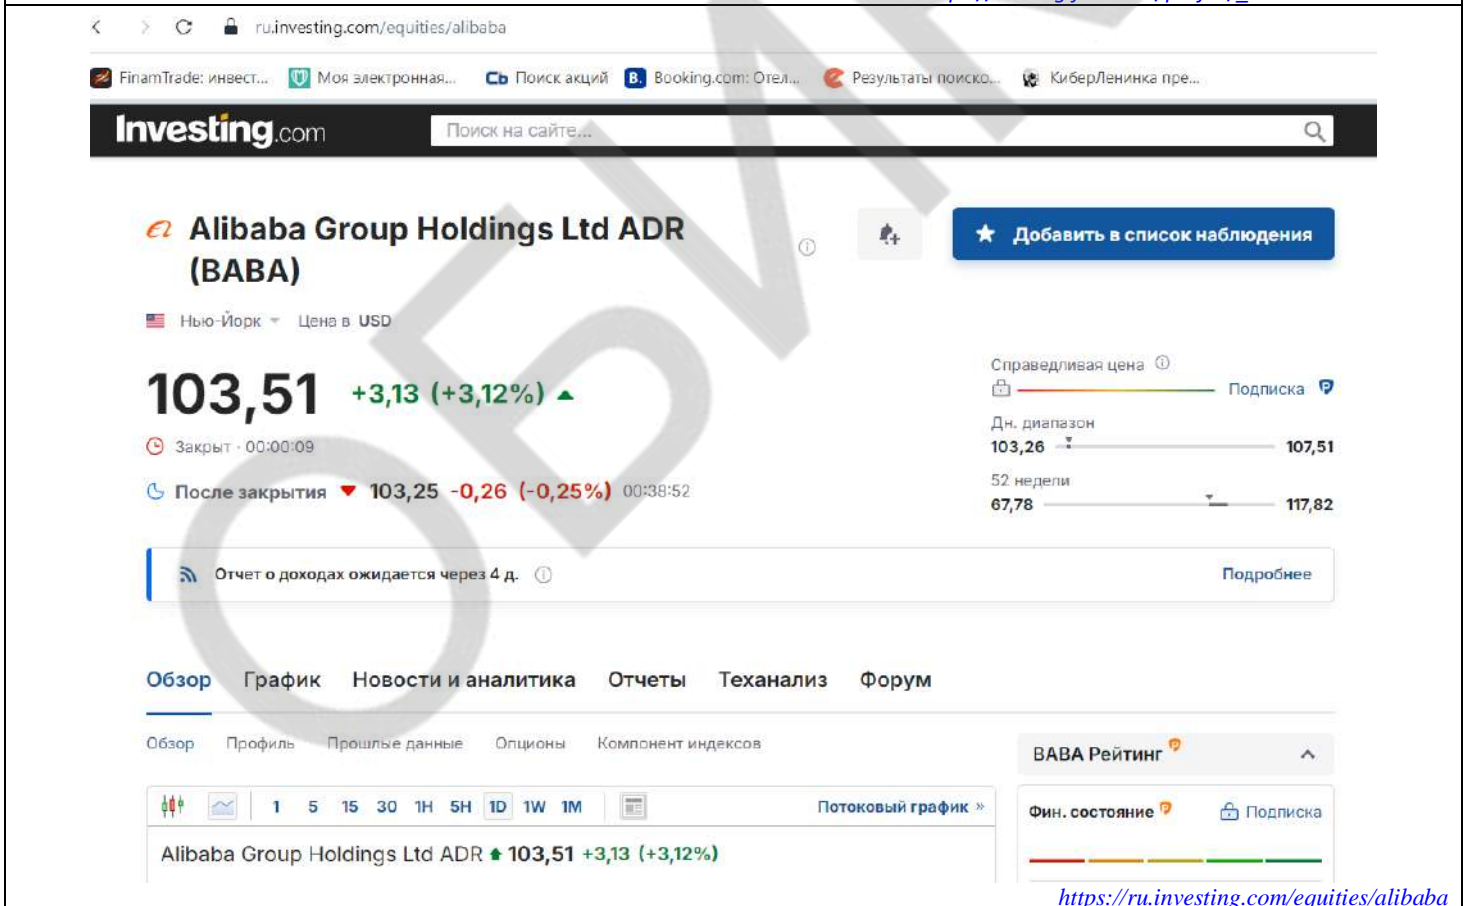 ru.investing.com/equities/alibaba
FinamTrade: инвест... Моя электронная... Сь Поиск акций B. Booking.com: Отел... Результаты поиско... КиберЛенинка пре...
Investing.com Поиск на сайте...
Alibaba Group Holdings Ltd ADR
(BABA)
Добавить в список наблюдения
Нью-Йорк Цена в USD
103,51 +3,13 (+3,12%)
Закрыт · 00:00:09
После закрытия 103,25 -0,26 (-0,25%) 00:38:52
Справедливая цена
Подписка
Дн. диапазон
103,26 107,51
52 недели
67,78 117,82
Отчет о доходах ожидается через 4 д. Подробнее
Обзор График Новости и аналитика Отчеты Теханализ Форум
Обзор Профиль Прошлые данные Опционы Компонент индексов
BABA Рейтинг
1 5 15 30 1H 5H 1D 1W 1M Потоковый график »
Фин. состояние Подписка
Alibaba Group Holdings Ltd ADR 103,51 +3,13 (+3,12%)
https://ru.investing.com/equities/alibaba